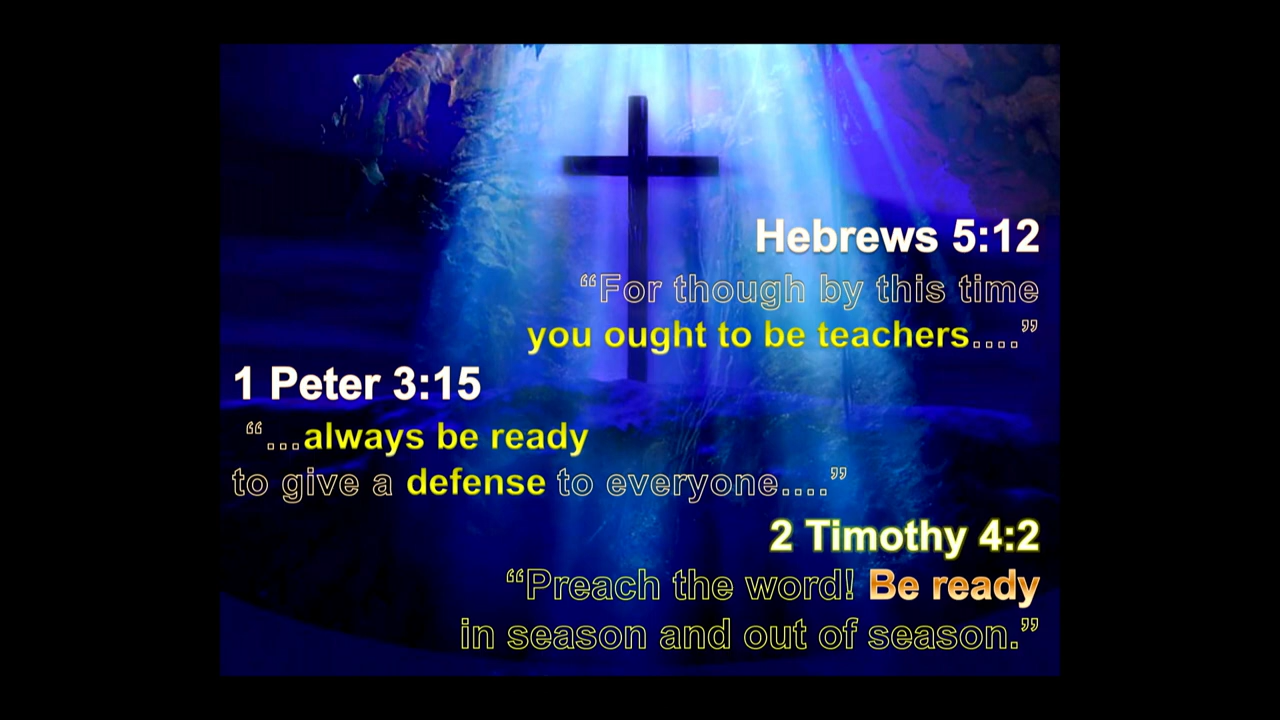 Hebrews 5:12
“For though by this time
you ought to be teachers....”
1 Peter 3:15
“...always be ready
to give a defense to everyone....”
2 Timothy 4:2
“Preach the word! Be ready
in season and out of season.”